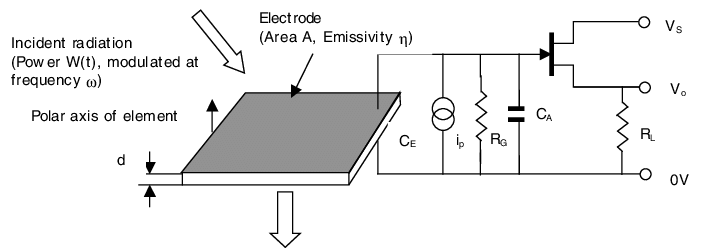 Electrode
(Area A, Emissivity η)
Incident radiation
(Power W(t), modulated at
frequency ω)
Polar axis of element
d
C_E
i_p
R_G
C_A
V_S
V_o
R_L
0V